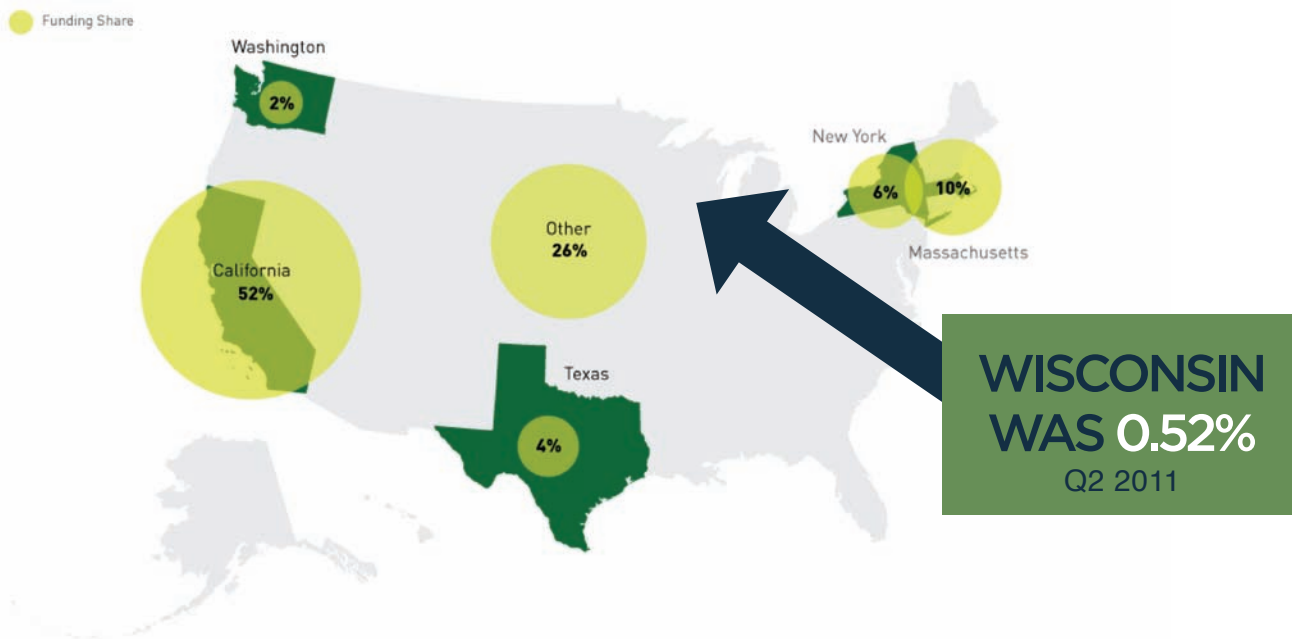 Funding Share
Washington
2%
New York
6%
10%
Massachusetts
Other
26%
California
52%
Texas
4%
WISCONSIN
WAS 0.52%
Q2 2011